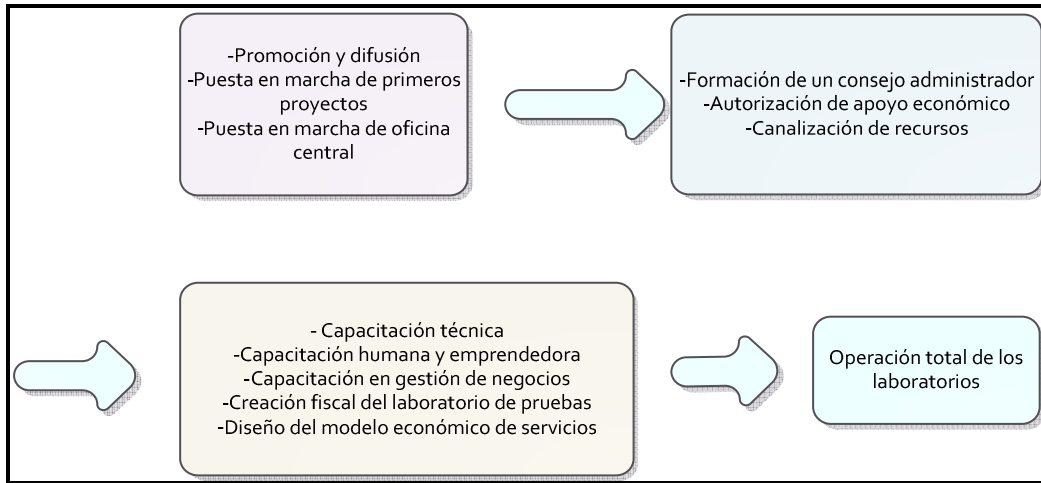 -Promoción y difusión
-Puesta en marcha de primeros
proyectos
-Puesta en marcha de oficina
central
-Formación de un consejo administrador
-Autorización de apoyo económico
-Canalización de recursos
- Capacitación técnica
-Capacitación humana y emprendedora
-Capacitación en gestión de negocios
-Creación fiscal del laboratorio de pruebas
-Diseño del modelo económico de servicios
Operación total de los
laboratorios